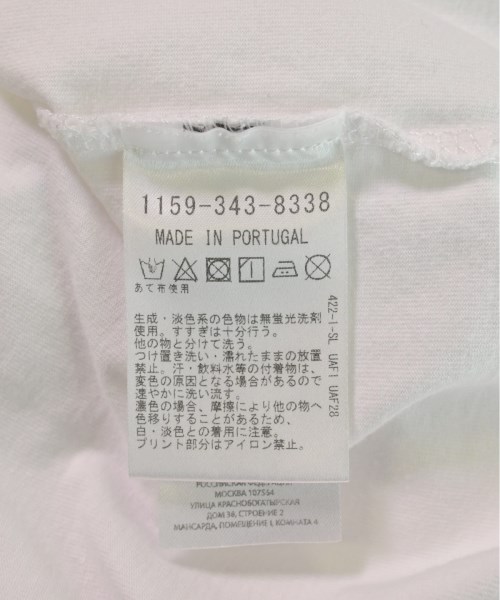 1159-343-8338
MADE IN PORTUGAL
あて布使用
生成・淡色系の色物は無蛍光洗剤
使用。すすぎは十分行う。
他の物と分けて洗う。
つけ置き洗い・濡れたままの放置
禁止。汗・飲料水等の付着物は、
変色の原因となる場合があるので
速やかに洗い流す。
濃色の場合、摩擦により他の物へ
色移りすることがあるため、
白・淡色との着用に注意。
プリント部分はアイロン禁止。
422-1-SL UAF1 UAF28
РОССИЙСКАЯ ФЕДЕРАЦИЯ
МОСКВА 107564
УЛИЦА КРАСНОБОГАТЫРСКАЯ
ДОМ 38, СТРОЕНИЕ 2
МАНСАРДА, ПОМЕЩЕНИЕ I, КОМНАТА